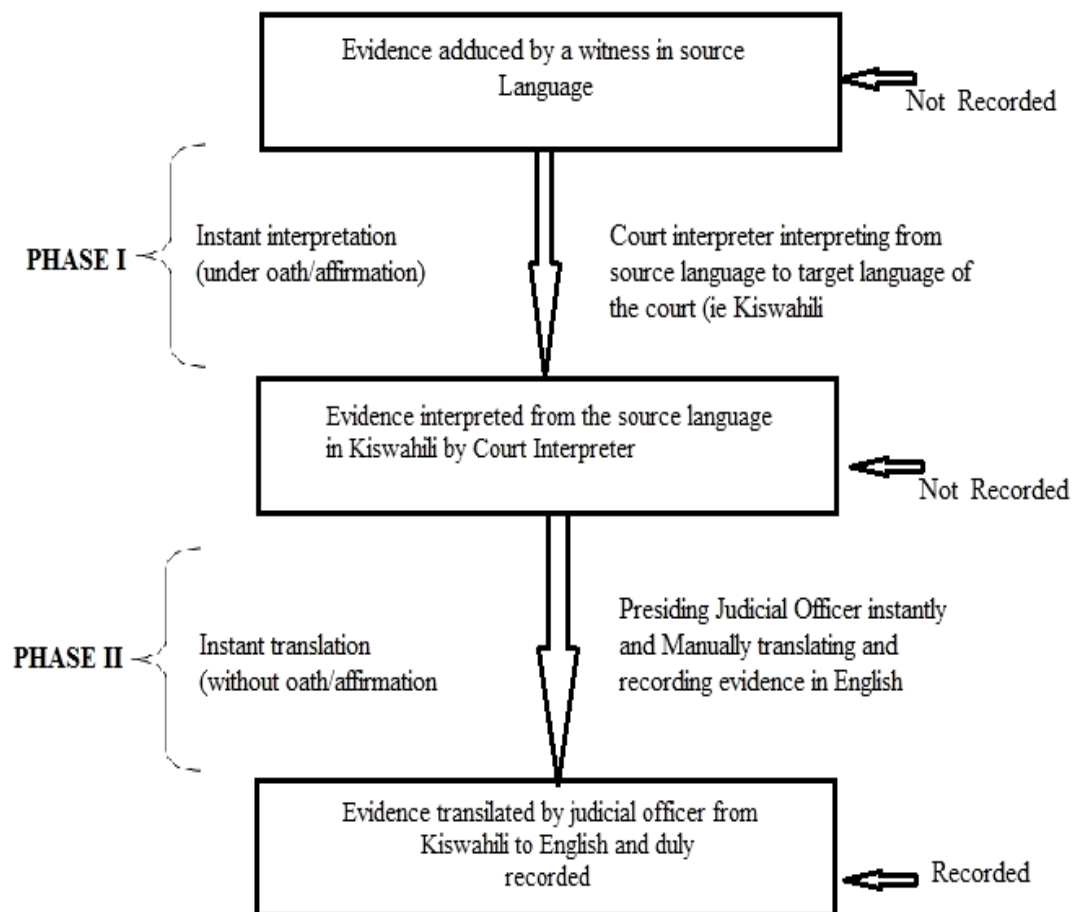 Evidence adduced by a witness in source
Language
Not Recorded
PHASE I
Instant interpretation
(under oath/affirmation)
Court interpreter interpreting from
source language to target language of
the court (ie Kiswahili
Evidence interpreted from the source language
in Kiswahili by Court Interpreter
Not Recorded
PHASE II
Instant translation
(without oath/affirmation
Presiding Judicial Officer instantly
and Manually translating and
recording evidence in English
Evidence transilated by judicial officer from
Kiswahili to English and duly
recorded
Recorded